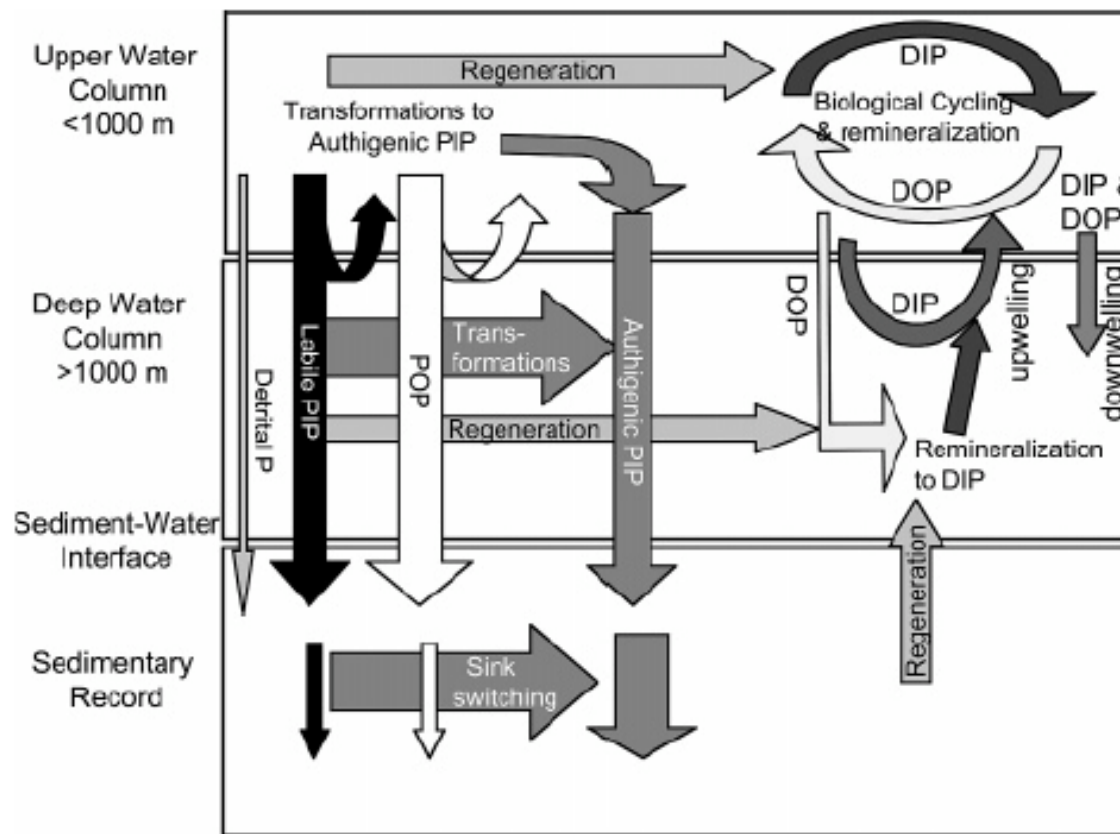 Upper Water
Column
<1000 m
Regeneration
DIP
Biological Cycling
& remineralization
DOP
Transformations to
Authigenic PIP
DIP &
DOP
Deep Water
Column
>1000 m
Detrital P
Labile PIP
POP
Trans-
formations
Regeneration
Authigenic PIP
DOP
DIP
upwelling
downwelling
Remineralization
to DIP
Sediment-Water
Interface
Regeneration
Sedimentary
Record
Sink
switching